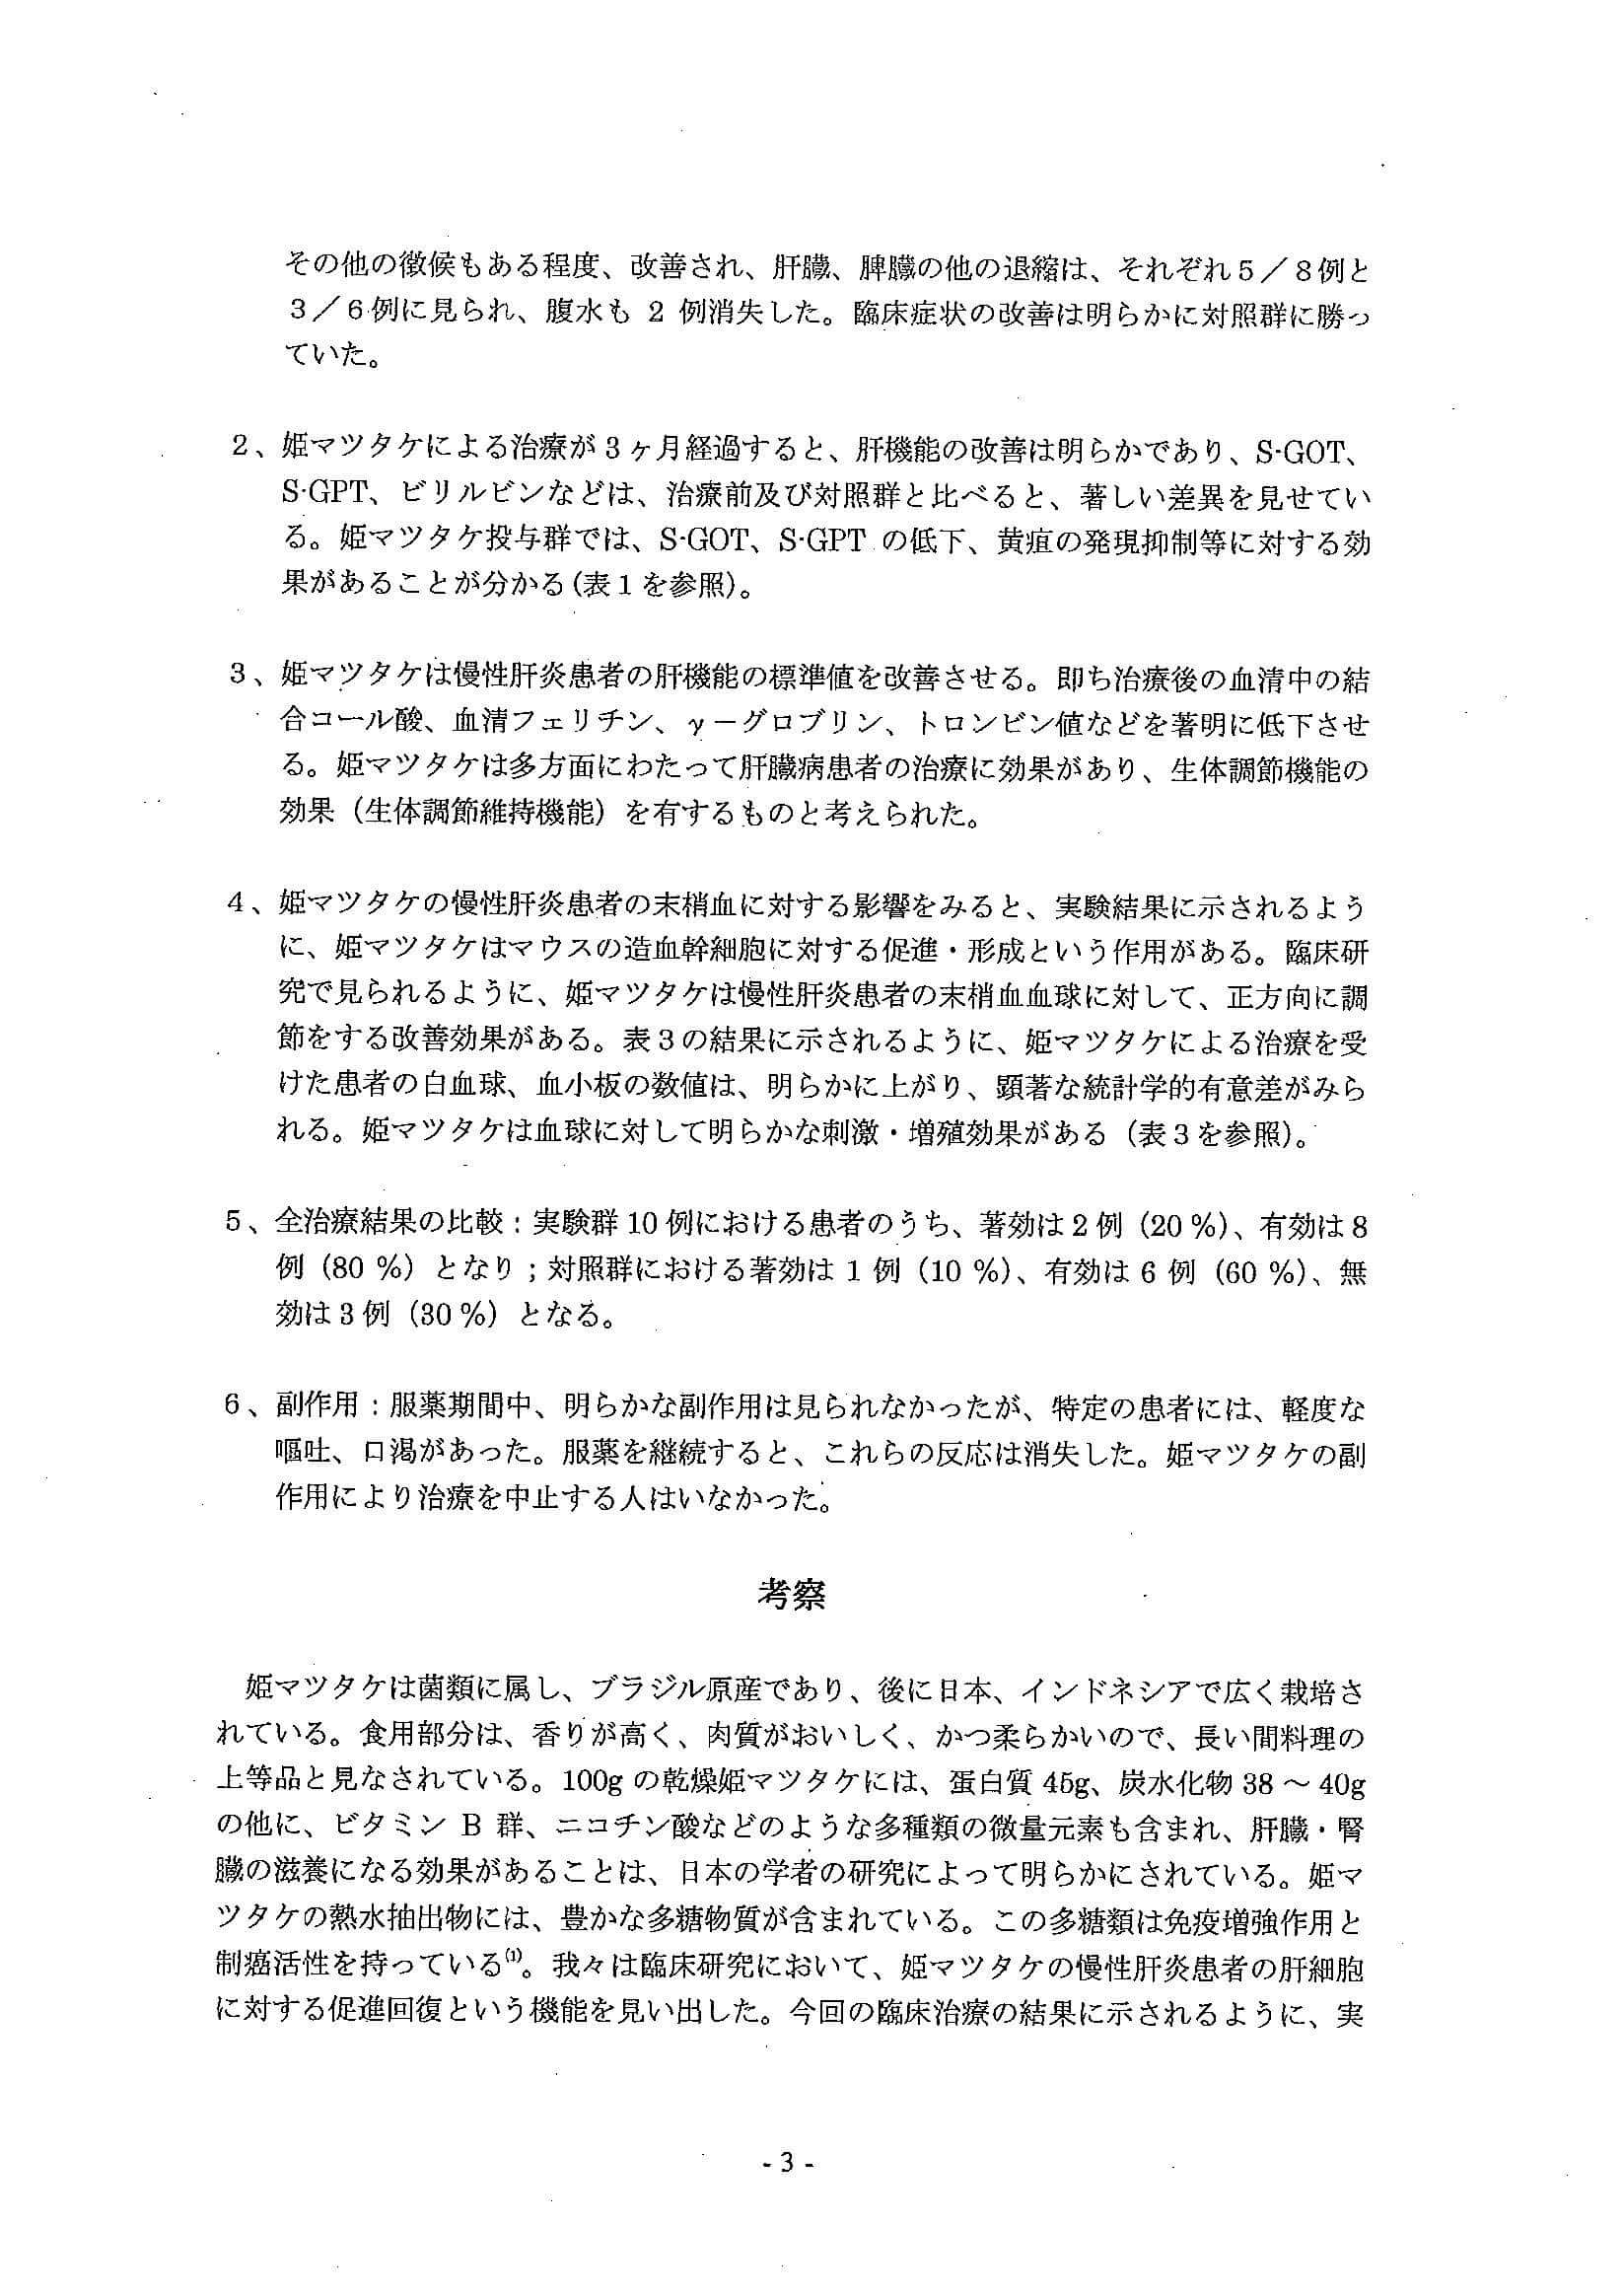 その他の徴候もある程度、改善され、肝臓、脾臓の他の退縮は、それぞれ5／8例と
3／6例に見られ、腹水も 2 例消失した。臨床症状の改善は明らかに対照群に勝っ
ていた。
2、姫マツタケによる治療が3ヶ月経過すると、肝機能の改善は明らかであり、S-GOT、
S-GPT、ビリルビンなどは、治療前及び対照群と比べると、著しい差異を見せてい
る。姫マツタケ投与群では、S-GOT、S-GPT の低下、黄疸の発現抑制等に対する効
果があることが分かる(表1を参照)。
3、姫マツタケは慢性肝炎患者の肝機能の標準値を改善させる。即ち治療後の血清中の結
合コール酸、血清フェリチン、γ－グロブリン、トロンビン値などを著明に低下させ
る。姫マツタケは多方面にわたって肝臓病患者の治療に効果があり、生体調節機能の
効果（生体調節維持機能）を有するものと考えられた。
4、姫マツタケの慢性肝炎患者の末梢血に対する影響をみると、実験結果に示されるよう
に、姫マツタケはマウスの造血幹細胞に対する促進・形成という作用がある。臨床研
究で見られるように、姫マツタケは慢性肝炎患者の末梢血血球に対して、正方向に調
節をする改善効果がある。表3の結果に示されるように、姫マツタケによる治療を受
けた患者の白血球、血小板の数値は、明らかに上がり、顕著な統計学的有意差がみら
れる。姫マツタケは血球に対して明らかな刺激・増殖効果がある（表3を参照）。
5、全治療結果の比較：実験群10例における患者のうち、著効は2例（20％）、有効は8
例（80 ％）となり；対照群における著効は 1 例（10 ％）、有効は 6 例（60 ％）、無
効は3例（30％）となる。
6、副作用：服薬期間中、明らかな副作用は見られなかったが、特定の患者には、軽度な
嘔吐、口渇があった。服薬を継続すると、これらの反応は消失した。姫マツタケの副
作用により治療を中止する人はいなかった。
考察
姫マツタケは菌類に属し、ブラジル原産であり、後に日本、インドネシアで広く栽培さ
れている。食用部分は、香りが高く、肉質がおいしく、かつ柔らかいので、長い間料理の
上等品と見なされている。100g の乾燥姫マツタケには、蛋白質 45g、炭水化物 38 ～ 40g
の他に、ビタミン B 群、ニコチン酸などのような多種類の微量元素も含まれ、肝臓・腎
臓の滋養になる効果があることは、日本の学者の研究によって明らかにされている。姫マ
ツタケの熱水抽出物には、豊かな多糖物質が含まれている。この多糖類は免疫増強作用と
制癌活性を持っている⁽¹⁾。我々は臨床研究において、姫マツタケの慢性肝炎患者の肝細胞
に対する促進回復という機能を見い出した。今回の臨床治療の結果に示されるように、実
- 3 -